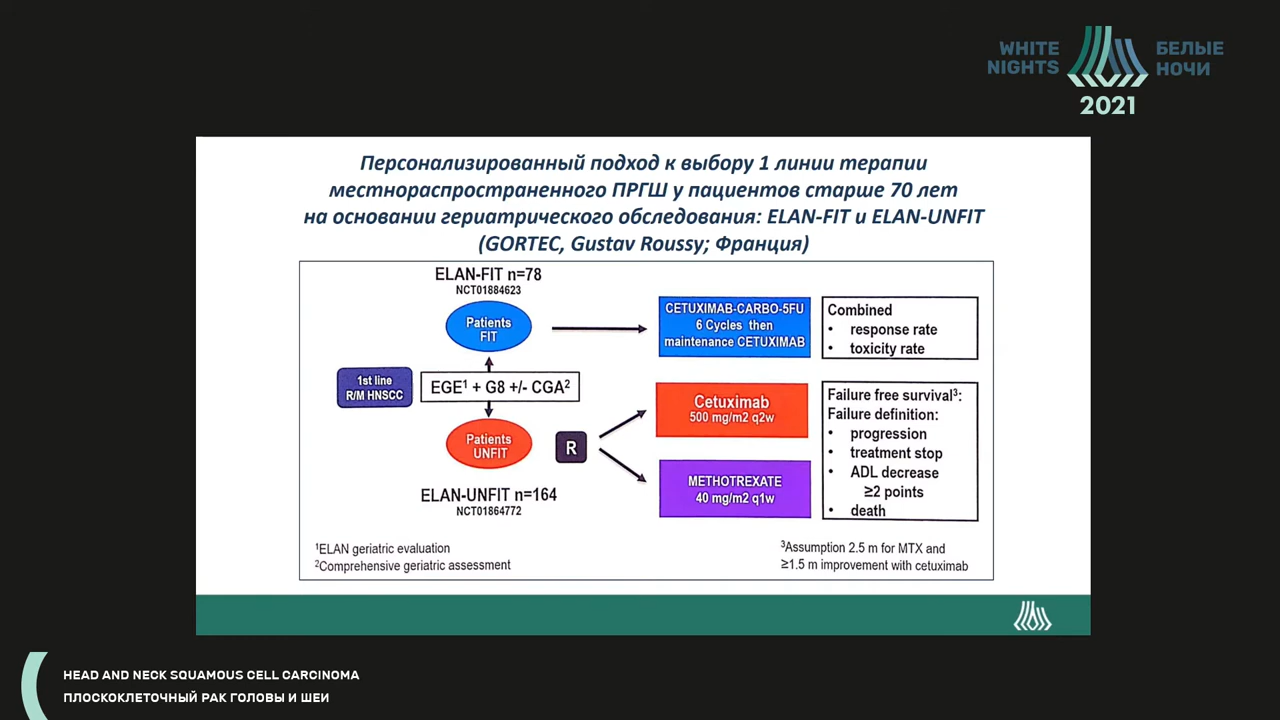 WHITE
NIGHTS
БЕЛЫЕ
НОЧИ
2021
Персонализированный подход к выбору 1 линии терапии
местнораспространенного ПРГШ у пациентов старше 70 лет
на основании гериатрического обследования: ELAN-FIT и ELAN-UNFIT
(GORTEC, Gustav Roussy; Франция)
ELAN-FIT n=78
NCT01884623
Patients
FIT
CETUXIMAB-CARBO-5FU
6 Cycles then
maintenance CETUXIMAB
Combined
• response rate
• toxicity rate
1st line
R/M HNSCC
EGE¹ + G8 +/- CGA²
Patients
UNFIT
R
Cetuximab
500 mg/m2 q2w
METHOTREXATE
40 mg/m2 q1w
Failure free survival³:
Failure definition:
• progression
• treatment stop
• ADL decrease
≥2 points
• death
ELAN-UNFIT n=164
NCT01864772
¹ELAN geriatric evaluation
²Comprehensive geriatric assessment
³Assumption 2.5 m for MTX and
≥1.5 m improvement with cetuximab
HEAD AND NECK SQUAMOUS CELL CARCINOMA
ПЛОСКОКЛЕТОЧНЫЙ РАК ГОЛОВЫ И ШЕИ